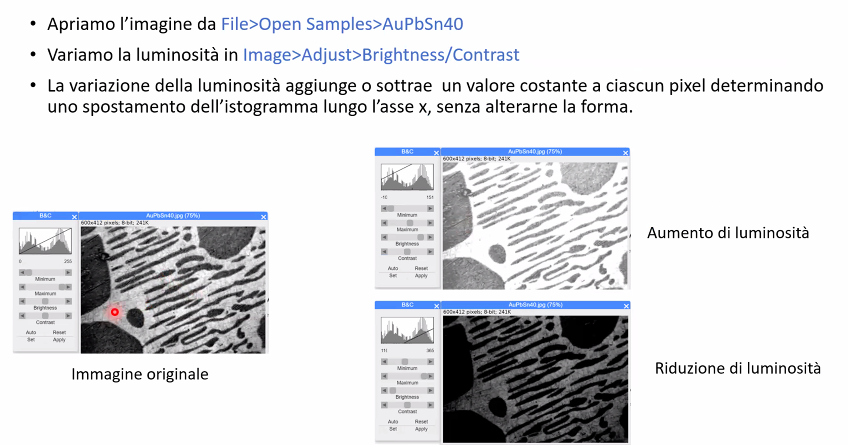 • Apriamo l'imagine da File>Open Samples>AuPbSn40
• Variamo la luminosità in Image>Adjust>Brightness/Contrast
• La variazione della luminosità aggiunge o sottrae un valore costante a ciascun pixel determinando
uno spostamento dell'istogramma lungo l'asse x, senza alterarne la forma.
B&C
AuPbSn40.jpg (75%)
600x412 pixels; 8-bit; 241K
0 255
Minimum
Maximum
Brightness
Contrast
Auto Reset
Set Apply
Immagine originale
B&C
AuPbSn40.jpg (75%)
600x412 pixels; 8-bit; 241K
151
Minimum
Maximum
Brightness
Contrast
Auto Reset
Set Apply
Aumento di luminosità
B&C
AuPbSn40.jpg (75%)
600x412 pixels; 8-bit; 241K
111 365
Minimum
Maximum
Brightness
Contrast
Auto Reset
Set Apply
Riduzione di luminosità